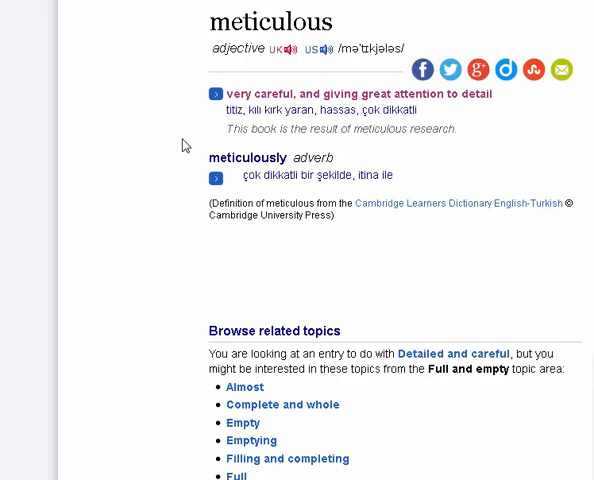 meticulous
adjective UK US /məˈtɪkjələs/
f g+ d
very careful, and giving great attention to detail
titiz, kılı kırk yaran, hassas, çok dikkatli
This book is the result of meticulous research.
meticulously adverb
çok dikkatli bir şekilde, itina ile
(Definition of meticulous from the Cambridge Learners Dictionary English-Turkish ©
Cambridge University Press)
Browse related topics
You are looking at an entry to do with Detailed and careful, but you
might be interested in these topics from the Full and empty topic area:
• Almost
• Complete and whole
• Empty
• Emptying
• Filling and completing
• Full